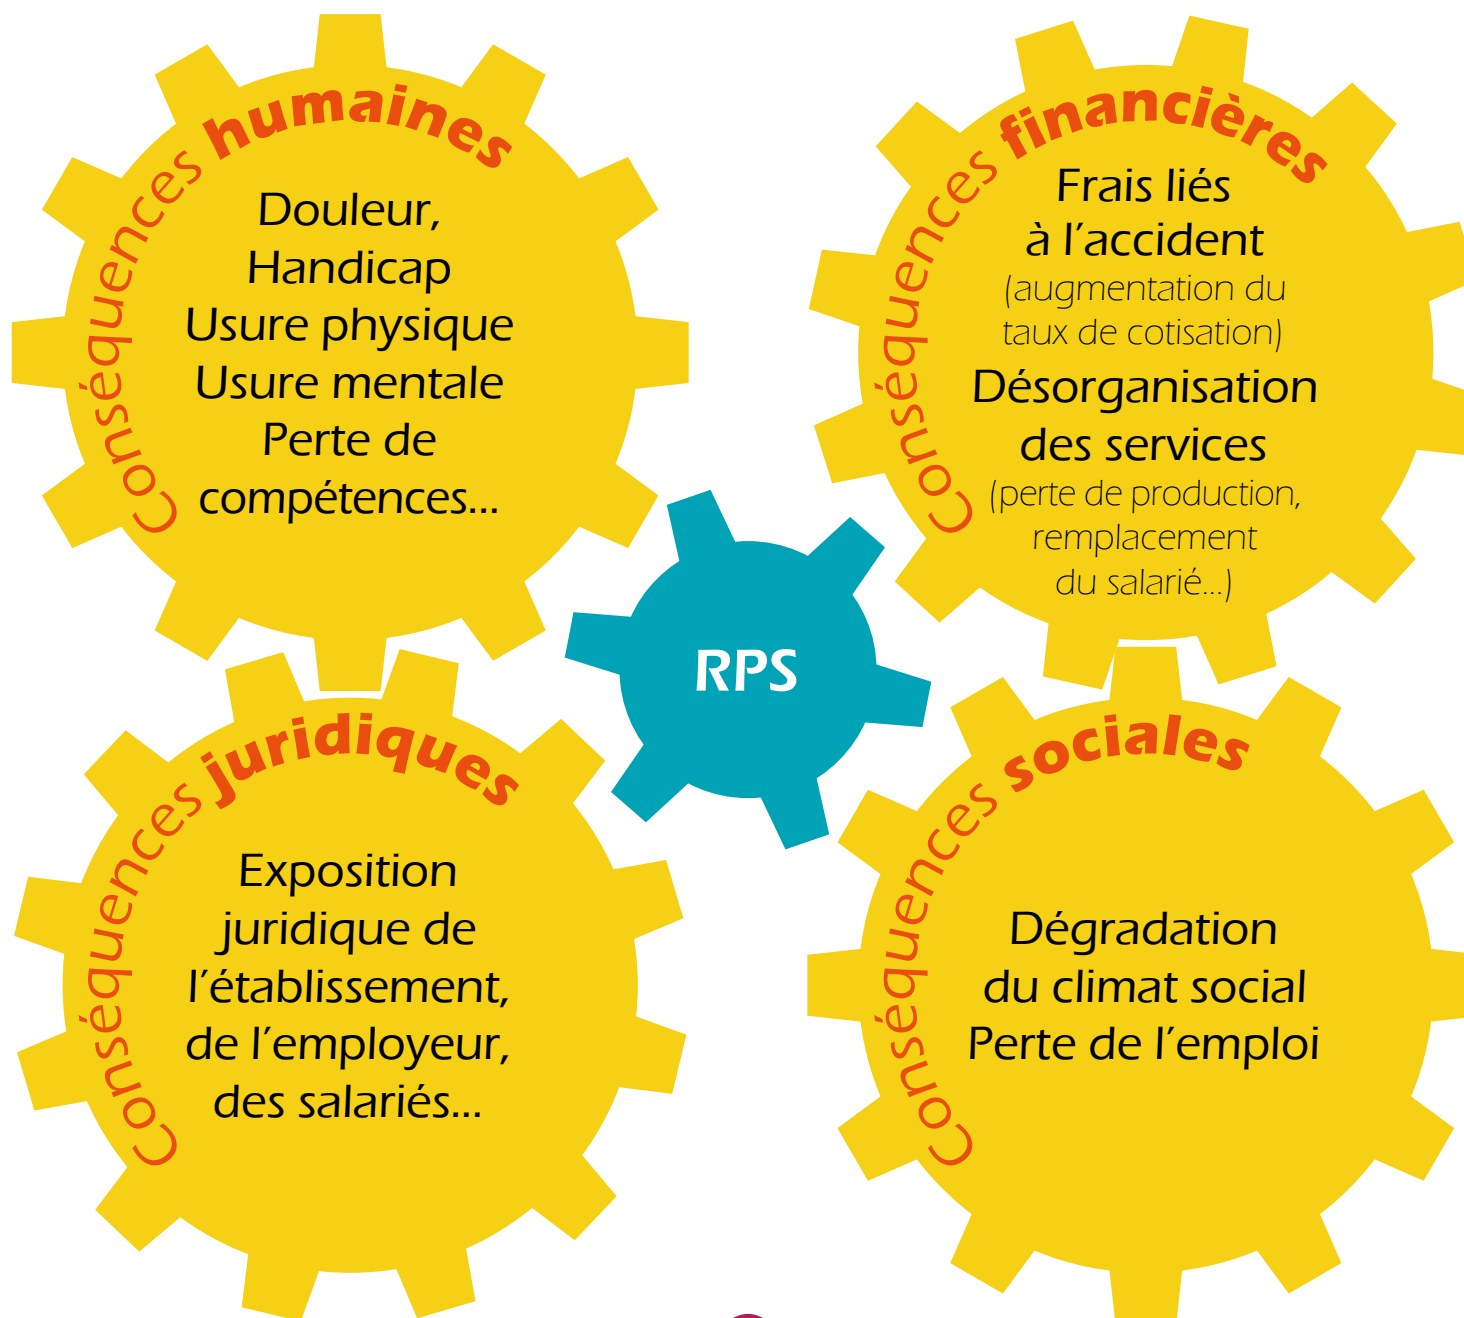 Conséquences humaines
Douleur,
Handicap
Usure physique
Usure mentale
Perte de
compétences...
Conséquences financières
Frais liés
à l’accident
(augmentation du
taux de cotisation)
Désorganisation
des services
(perte de production,
remplacement
du salarié...)
RPS
Conséquences juridiques
Exposition
juridique de
l’établissement,
de l’employeur,
des salariés...
Conséquences sociales
Dégradation
du climat social
Perte de l’emploi